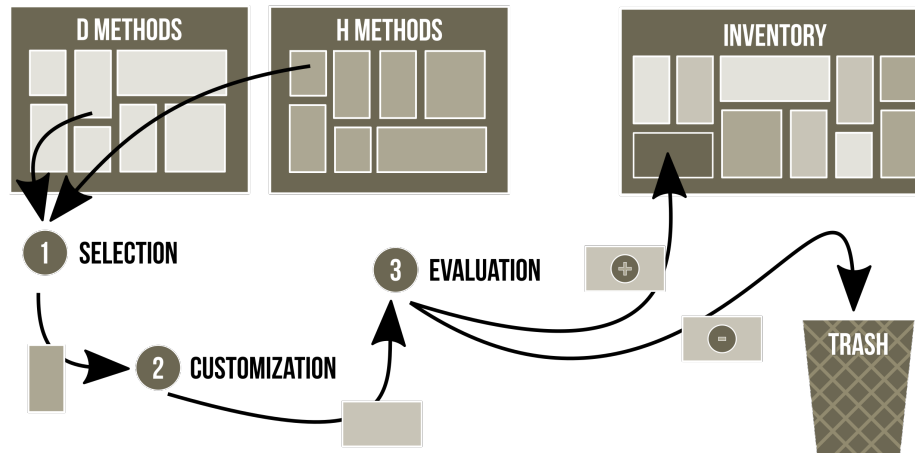 D METHODS
H METHODS
INVENTORY
1 SELECTION
3 EVALUATION
+
-
TRASH
2 CUSTOMIZATION